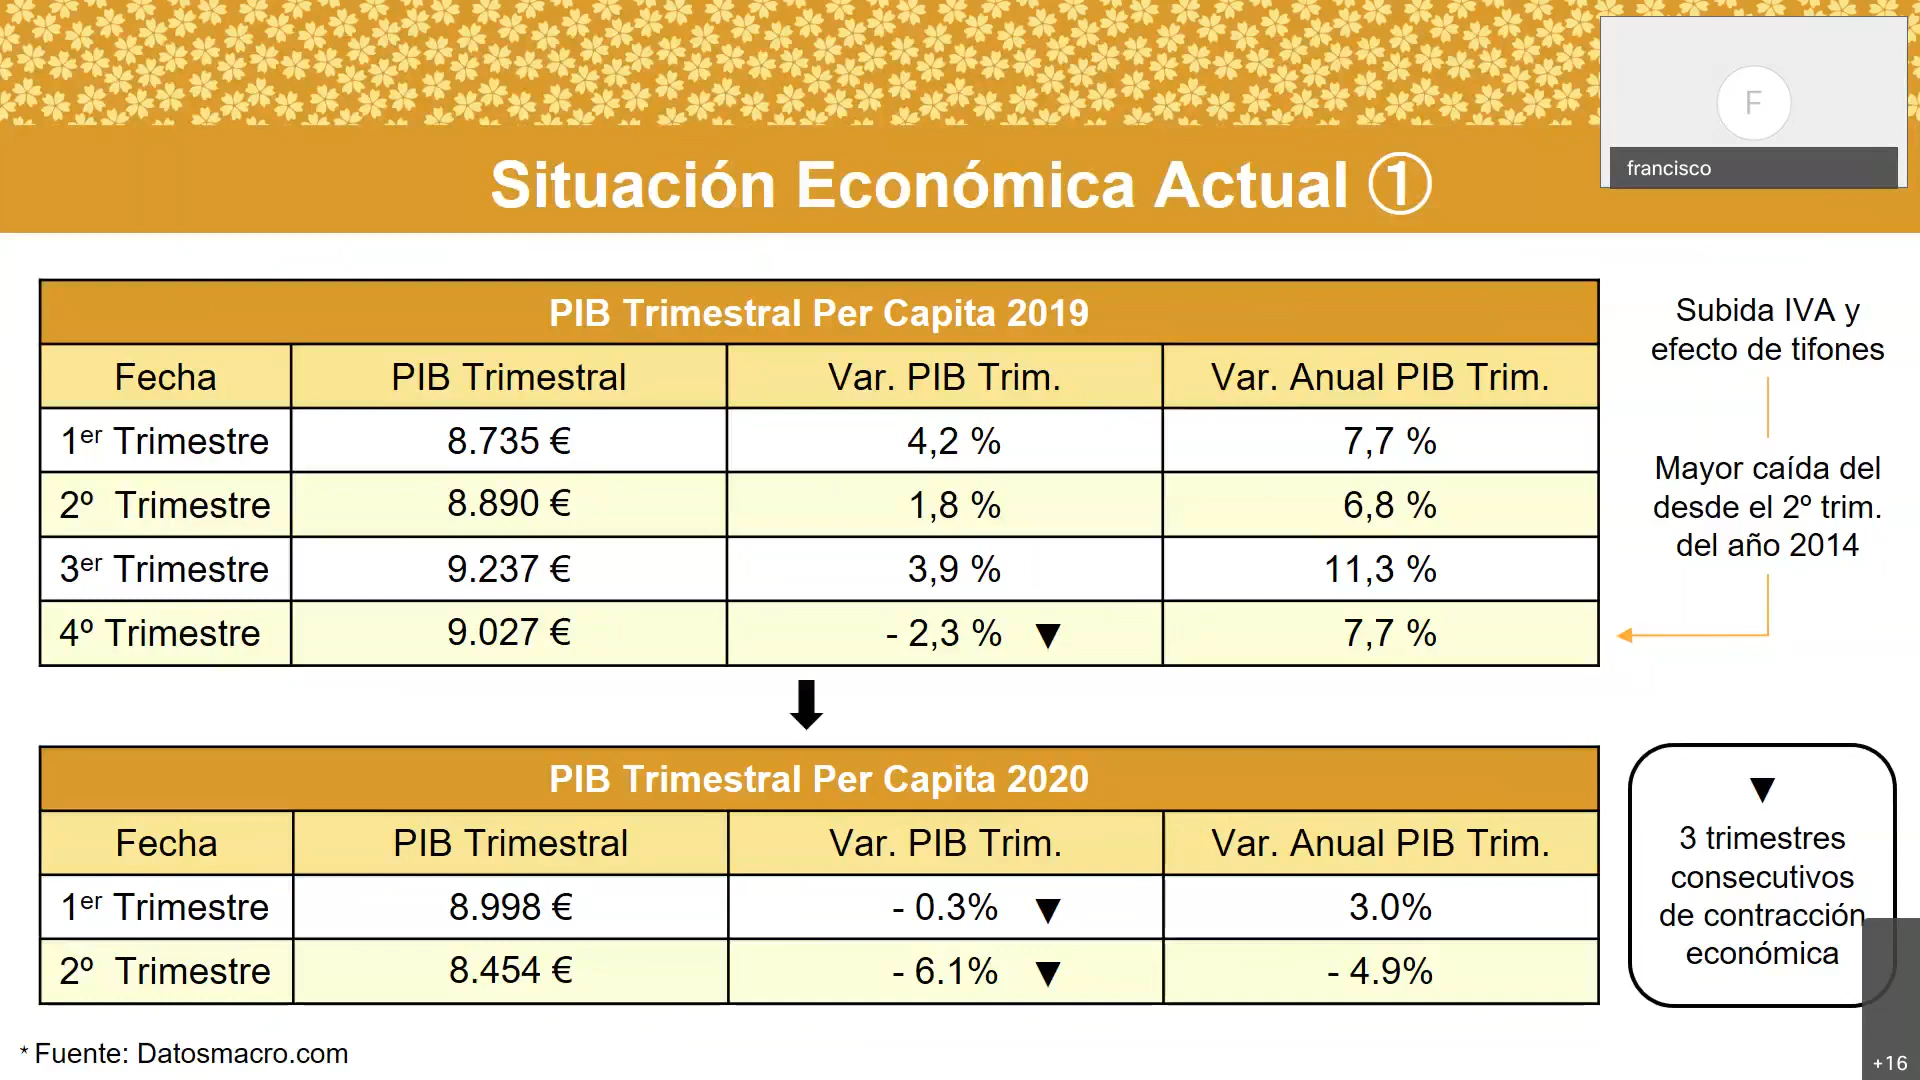 F
francisco
Situación Económica Actual ①
PIB Trimestral Per Capita 2019
Fecha PIB Trimestral Var. PIB Trim. Var. Anual PIB Trim.
1er Trimestre 8.735 € 4,2 % 7,7 %
2º Trimestre 8.890 € 1,8 % 6,8 %
3er Trimestre 9.237 € 3,9 % 11,3 %
4º Trimestre 9.027 € - 2,3 % ▼ 7,7 %
Subida IVA y
efecto de tifones
Mayor caída del
desde el 2º trim.
del año 2014
PIB Trimestral Per Capita 2020
Fecha PIB Trimestral Var. PIB Trim. Var. Anual PIB Trim.
1er Trimestre 8.998 € - 0.3% ▼ 3.0%
2º Trimestre 8.454 € - 6.1% ▼ - 4.9%
▼
3 trimestres
consecutivos
de contracción
económica
* Fuente: Datosmacro.com
+16